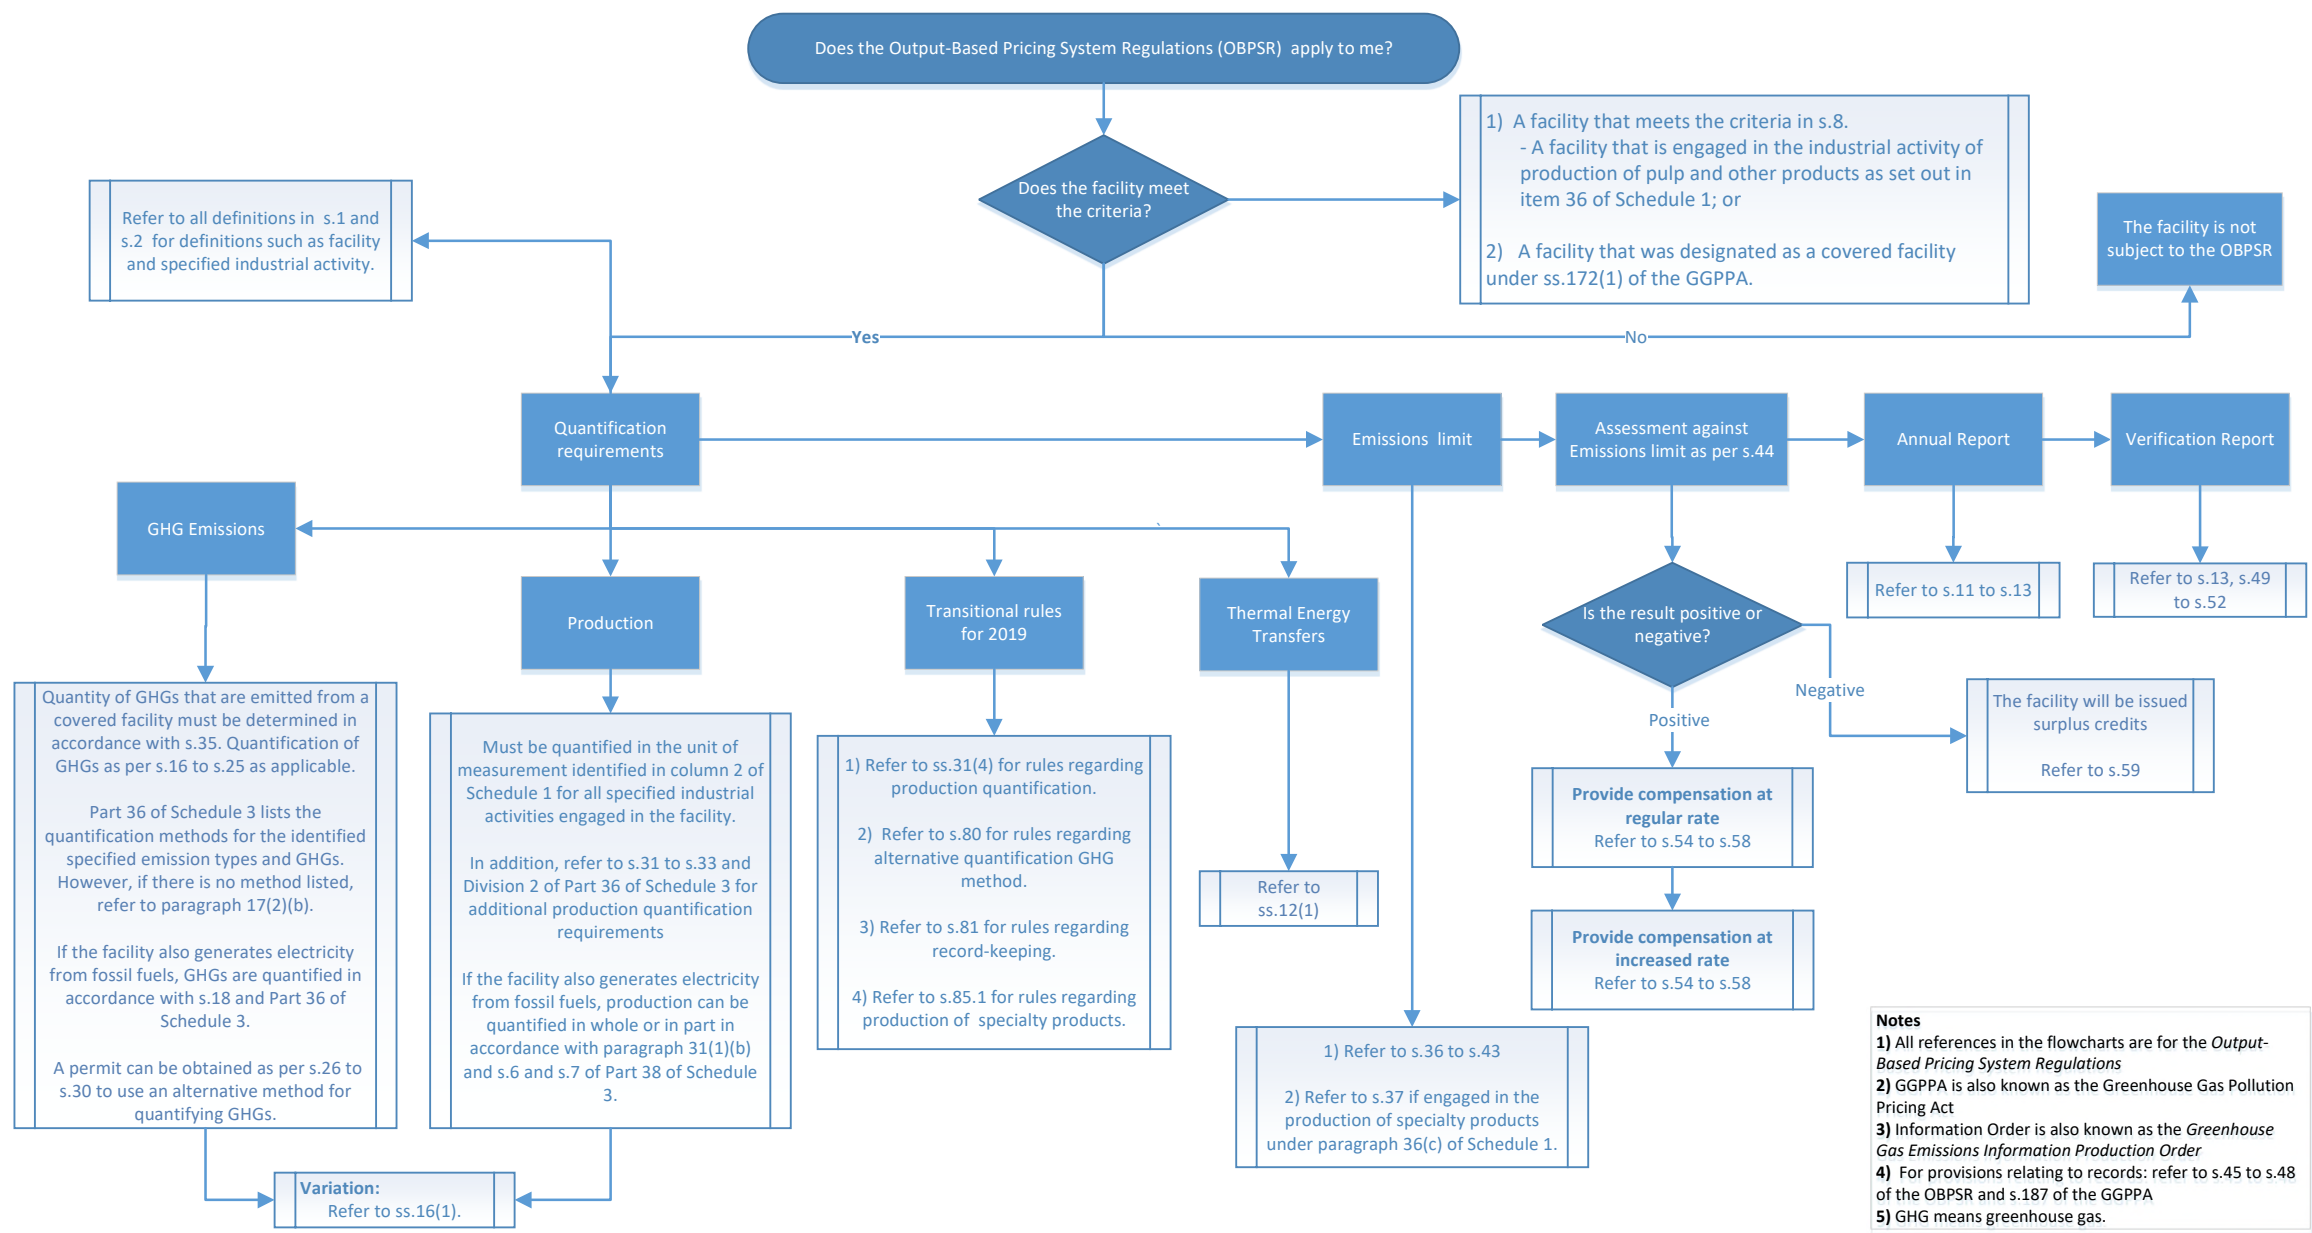 Does the Output-Based Pricing System Regulations (OBPSR) apply to me?
Does the facility meet
the criteria?
1) A facility that meets the criteria in s.8.
- A facility that is engaged in the industrial activity of
production of pulp and other products as set out in
item 36 of Schedule 1; or
2) A facility that was designated as a covered facility
under ss.172(1) of the GGPPA.
Refer to all definitions in s.1 and
s.2 for definitions such as facility
and specified industrial activity.
The facility is not
subject to the OBPSR
Yes
No
Quantification
requirements
Emissions limit
Assessment against
Emissions limit as per s.44
Annual Report
Verification Report
GHG Emissions
`
Production
Transitional rules
for 2019
Thermal Energy
Transfers
Is the result positive or
negative?
Refer to s.11 to s.13
Refer to s.13, s.49
to s.52
Negative
Positive
The facility will be issued
surplus credits
Refer to s.59
Quantity of GHGs that are emitted from a
covered facility must be determined in
accordance with s.35. Quantification of
GHGs as per s.16 to s.25 as applicable.
Part 36 of Schedule 3 lists the
quantification methods for the identified
specified emission types and GHGs.
However, if there is no method listed,
refer to paragraph 17(2)(b).
If the facility also generates electricity
from fossil fuels, GHGs are quantified in
accordance with s.18 and Part 36 of
Schedule 3.
A permit can be obtained as per s.26 to
s.30 to use an alternative method for
quantifying GHGs.
Must be quantified in the unit of
measurement identified in column 2 of
Schedule 1 for all specified industrial
activities engaged in the facility.
In addition, refer to s.31 to s.33 and
Division 2 of Part 36 of Schedule 3 for
additional production quantification
requirements
If the facility also generates electricity
from fossil fuels, production can be
quantified in whole or in part in
accordance with paragraph 31(1)(b)
and s.6 and s.7 of Part 38 of Schedule
3.
1) Refer to ss.31(4) for rules regarding
production quantification.
2) Refer to s.80 for rules regarding
alternative quantification GHG
method.
3) Refer to s.81 for rules regarding
record-keeping.
4) Refer to s.85.1 for rules regarding
production of specialty products.
Refer to
ss.12(1)
Provide compensation at
regular rate
Refer to s.54 to s.58
Provide compensation at
increased rate
Refer to s.54 to s.58
1) Refer to s.36 to s.43
2) Refer to s.37 if engaged in the
production of specialty products
under paragraph 36(c) of Schedule 1.
Variation:
Refer to ss.16(1).
Notes
1) All references in the flowcharts are for the Output-
Based Pricing System Regulations
2) GGPPA is also known as the Greenhouse Gas Pollution
Pricing Act
3) Information Order is also known as the Greenhouse
Gas Emissions Information Production Order
4) For provisions relating to records: refer to s.45 to s.48
of the OBPSR and s.187 of the GGPPA
5) GHG means greenhouse gas.